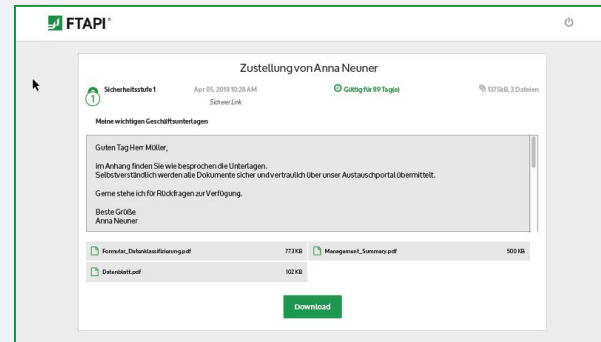 FTAPI®
Zustellung von Anna Neuner
1
Sicherheitsstufe 1
Apr 05, 2018 10:28 AM
Sicherer Link
Gültig für 89 Tag(e)
1375kB, 3 Dateien
Meine wichtigen Geschäftsunterlagen
Guten Tag Herr Müller,
im Anhang finden Sie wie besprochen die Unterlagen.
Selbstverständlich werden alle Dokumente sicher und vertraulich über unser Austauschportal übermittelt.
Gerne stehe ich für Rückfragen zur Verfügung.
Beste Grüße
Anna Neuner
Formular_Datenklassifizierung.pdf 773 KB
Management_Summary.pdf 500 KB
Datenblatt.pdf 102 KB
Download